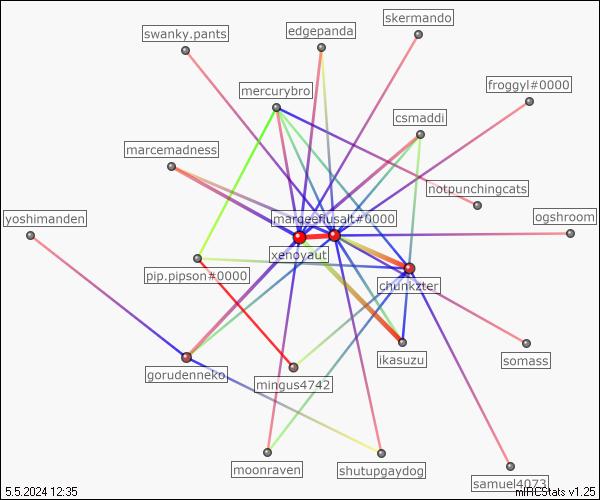 skermando
edgepanda
swanky.pants
froggyl#0000
mercurybro
csmaddi
marcemadness
notpunchingcats
yoshimanden
marceeflusalt#0000
ogshroom
xenoyaut
pip.pipson#0000
chunkzter
ikasuzu
somass
gorudenneko
mingus4742
moonraven
shutupgaydog
samuel4073
5.5.2024 12:35
mIRCStats v1.25